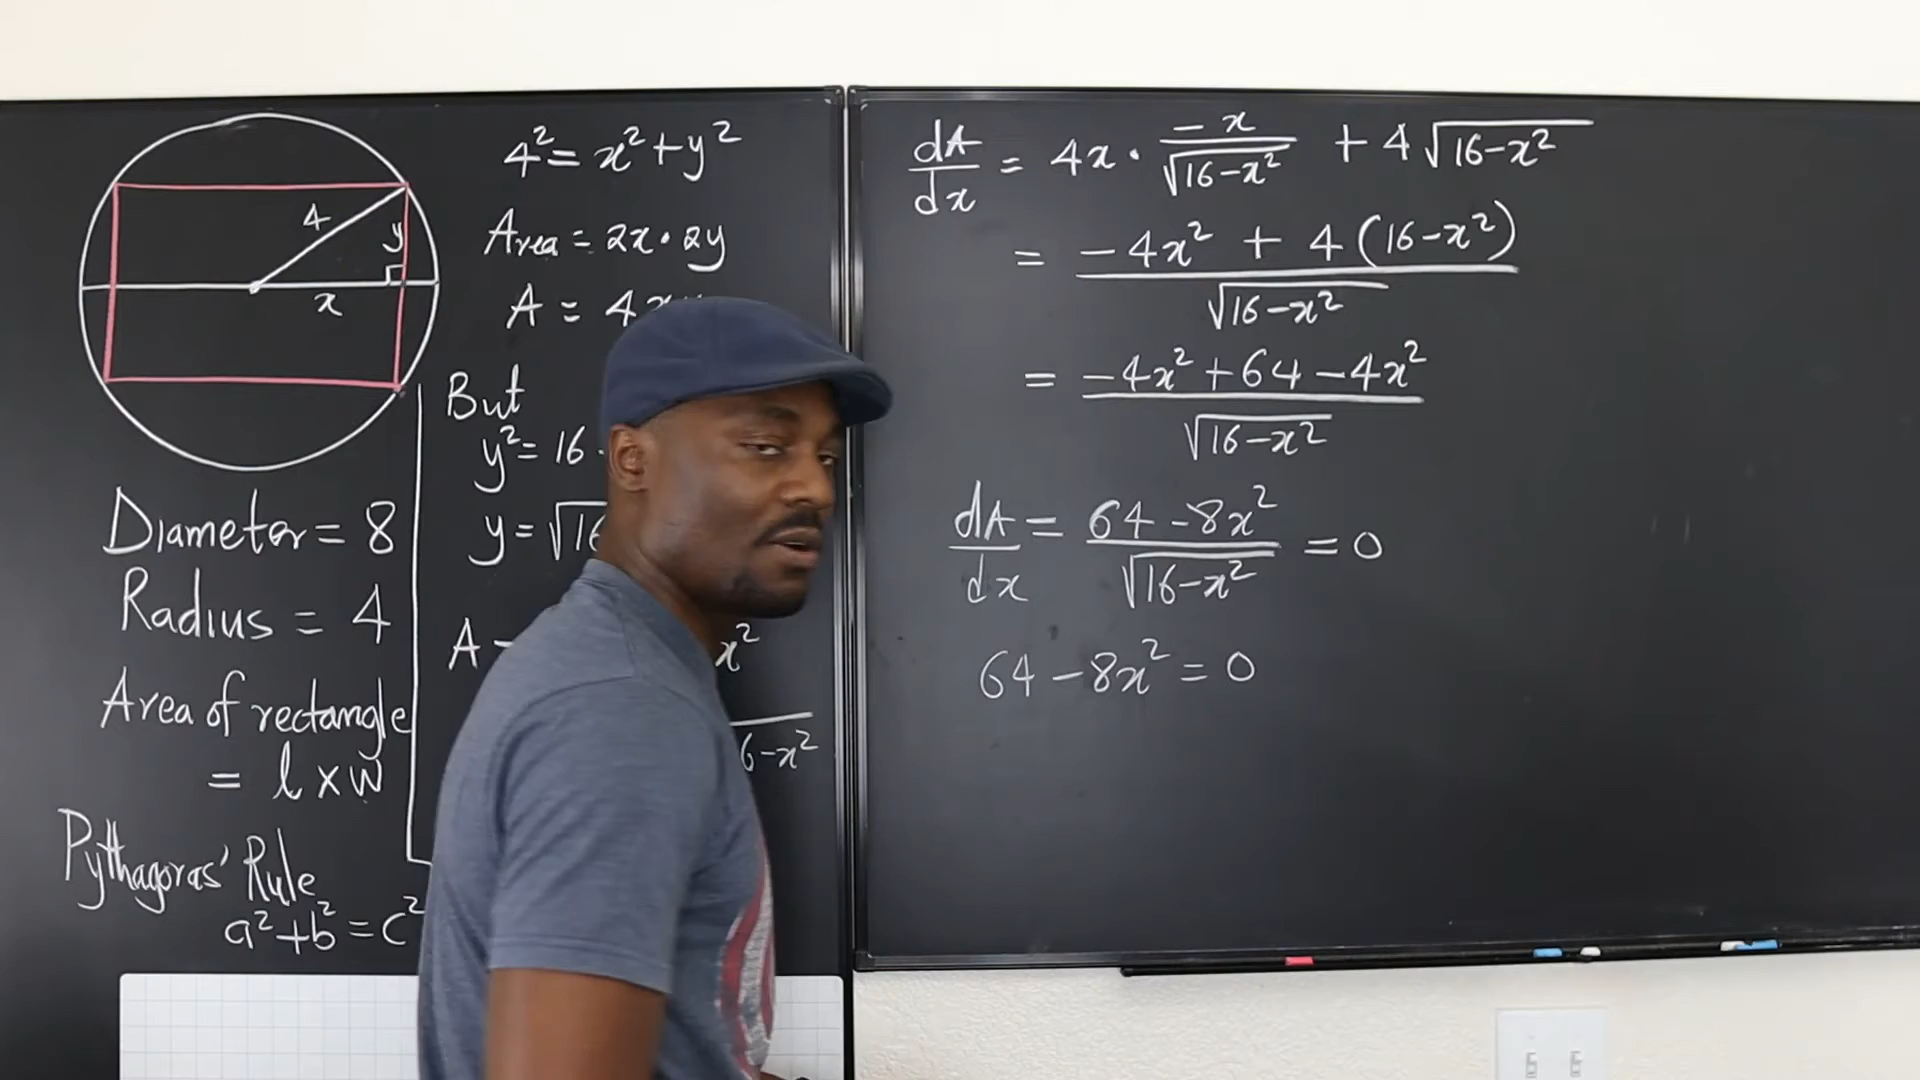 4
y
x
Diameter = 8
Radius = 4
Area of rectangle
= l x w
Pythagoras' Rule
a² + b² = c²
4² = x² + y²
Area = 2x · 2y
A = 4x
But
y² = 16
y = √16
A = x²
6-x²
dA/dx = 4x · -x/√16-x² + 4√16-x²
= -4x² + 4(16-x²)/√16-x²
= -4x² + 64 - 4x²/√16-x²
dA/dx = 64 - 8x²/√16-x² = 0
64 - 8x² = 0